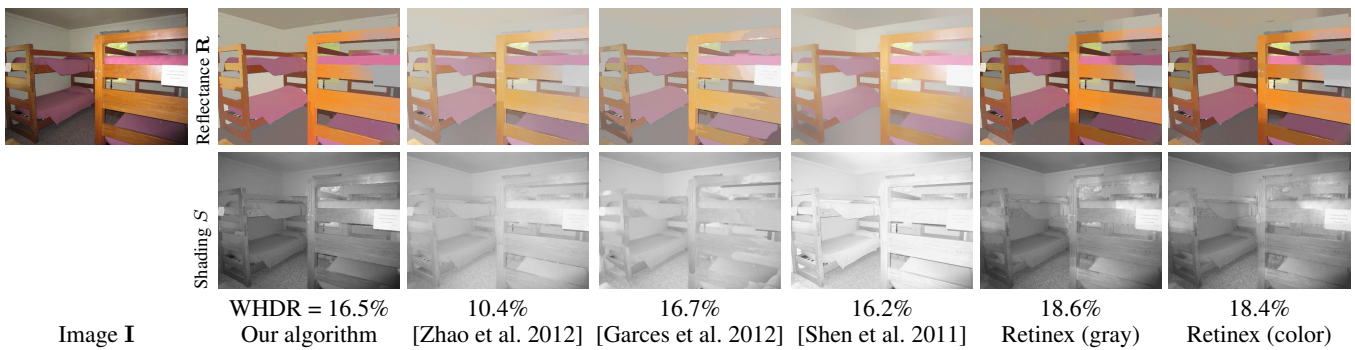 Reflectance R
Shading S
WHDR = 16.5% 10.4% 16.7% 16.2% 18.6% 18.4%
Image I Our algorithm [Zhao et al. 2012] [Garces et al. 2012] [Shen et al. 2011] Retinex (gray) Retinex (color)